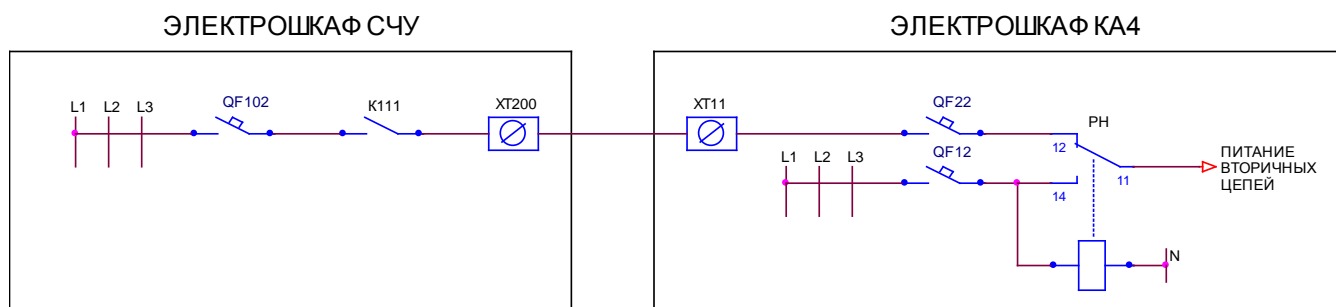 ЭЛЕКТРОШКАФ СЧУ
ЭЛЕКТРОШКАФ КА4
L1 L2 L3
QF102
К111
XT200
XT11
QF22
РН
12
QF12
L1 L2 L3
11
14
ПИТАНИЕ
ВТОРИЧНЫХ
ЦЕПЕЙ
N